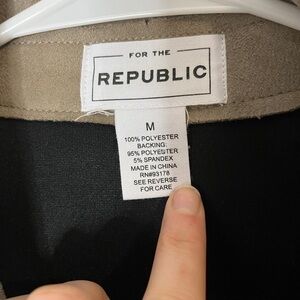 FOR THE
REPUBLIC
M
100% POLYESTER
BACKING:
95% POLYESTER
5% SPANDEX
MADE IN CHINA
RN#93178
SEE REVERSE
FOR CARE